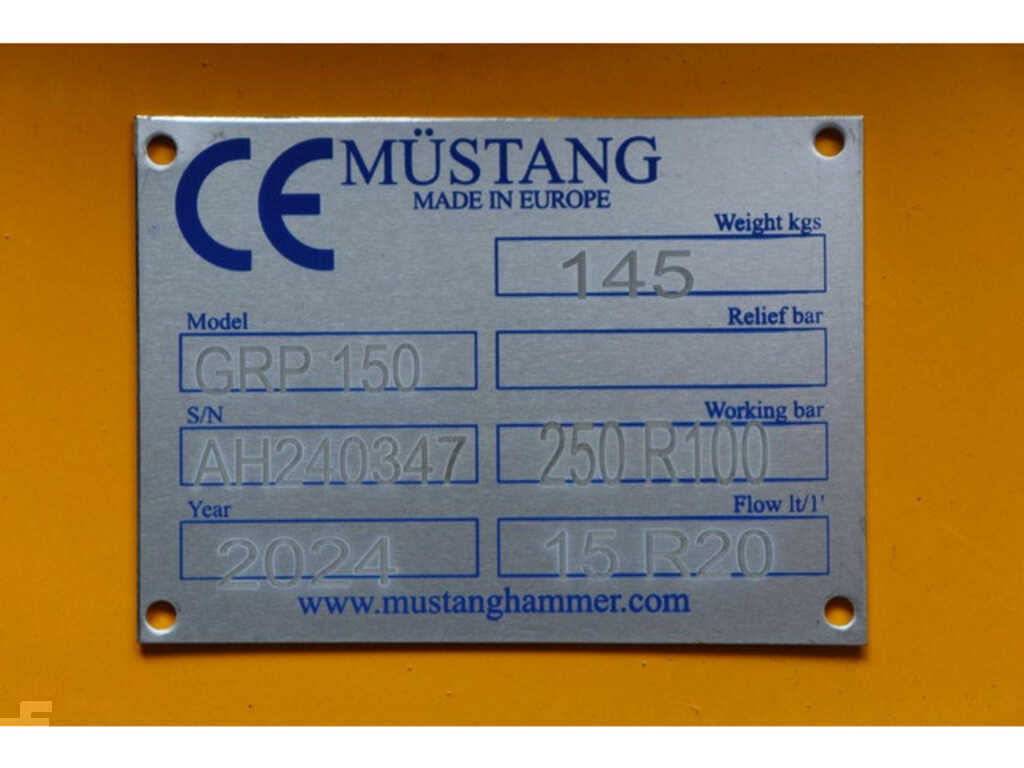 CE MÜSTANG
MADE IN EUROPE
Weight kgs
145
Model
GRP 150
Relief bar
S/N
AH240347
Working bar
250 R100
Year
2024
Flow lt/1'
15 R20
www.mustanghammer.com